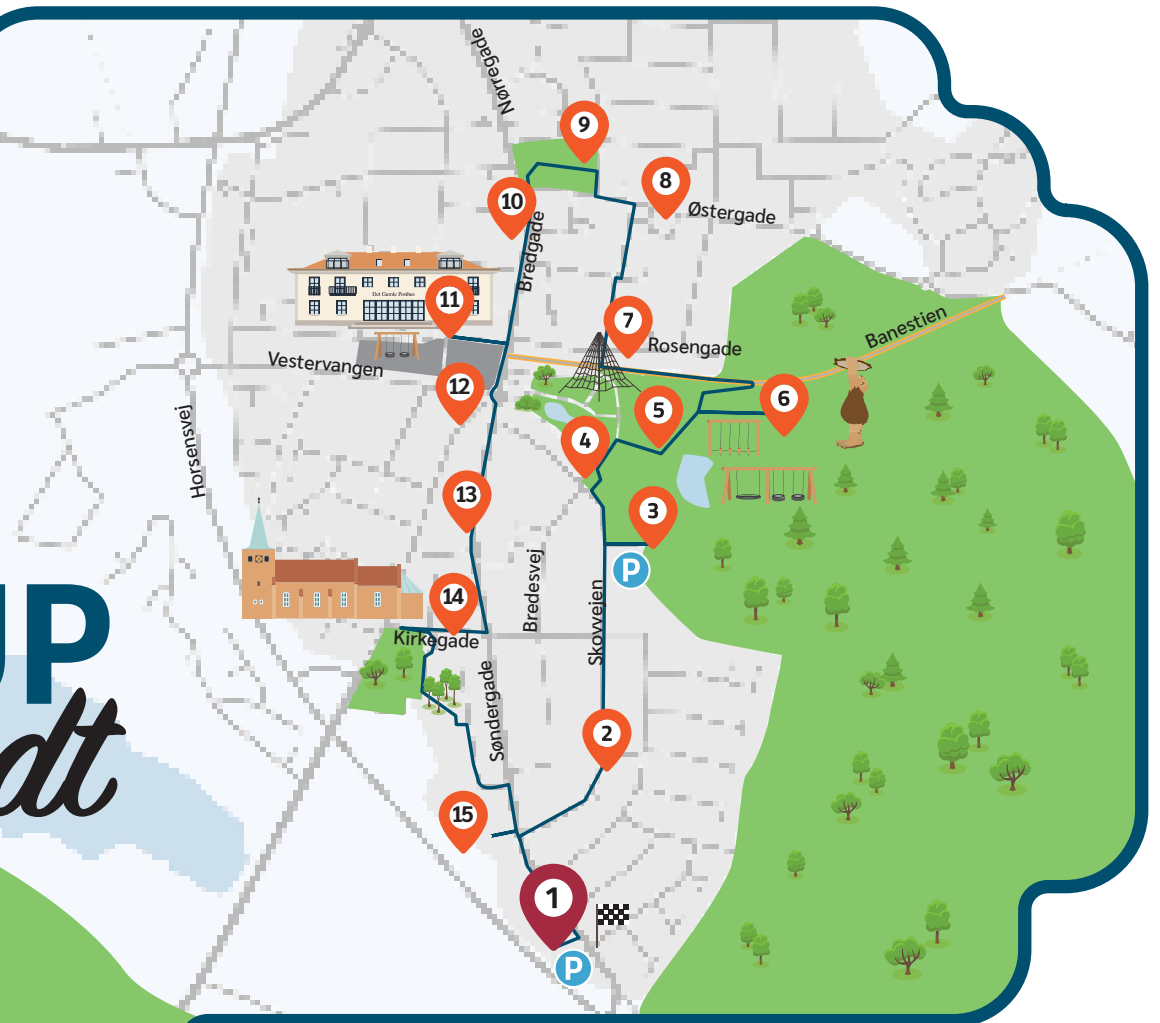 Nørregade
9
8
Østergade
10
Bredgade
Det Gamle Posthus
11
7
Rosengade
Banestien
Vestervangen
12
6
5
4
Horsensvej
13
3
P
Bredesvej
Skovvejen
14
Kirkegade
UP
dt
Søndergade
2
15
1
P